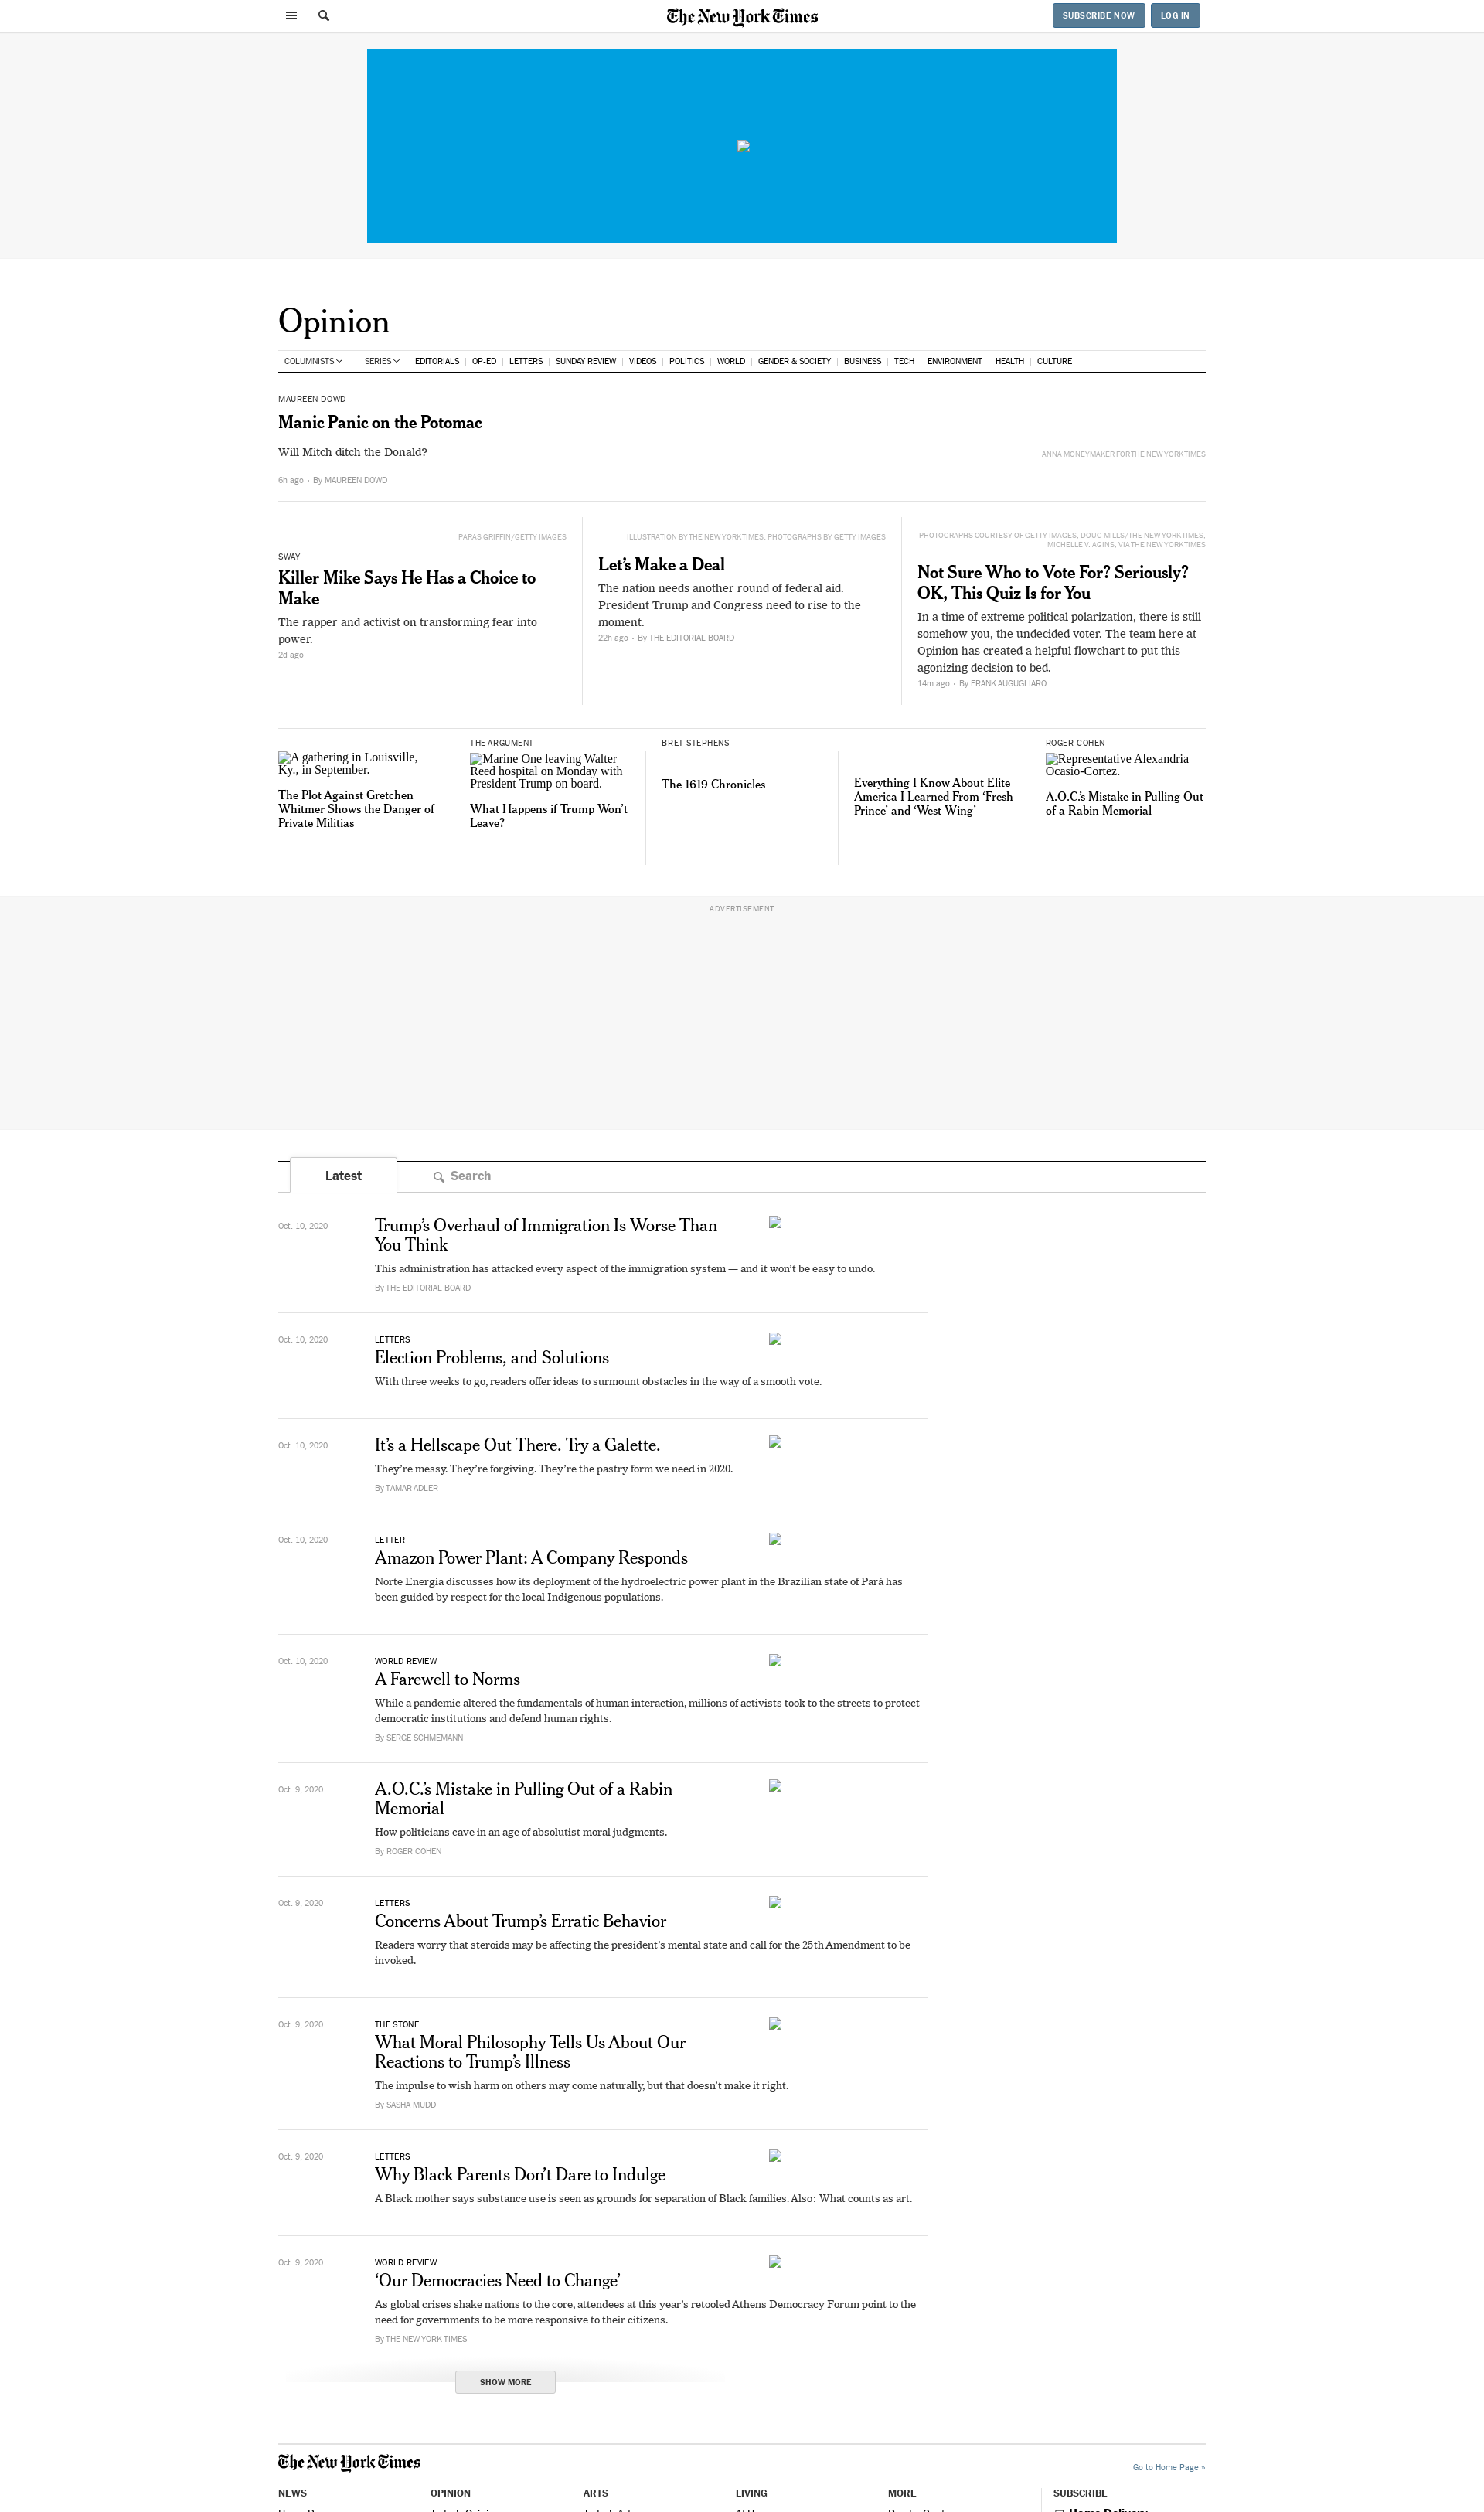 The New York Times
SUBSCRIBE NOW
LOG IN
Opinion
COLUMNISTS
SERIES
EDITORIALS
OP-ED
LETTERS
SUNDAY REVIEW
VIDEOS
POLITICS
WORLD
GENDER & SOCIETY
BUSINESS
TECH
ENVIRONMENT
HEALTH
CULTURE
MAUREEN DOWD
Manic Panic on the Potomac
Will Mitch ditch the Donald?
ANNA MONEYMAKER FOR THE NEW YORK TIMES
6h ago • By MAUREEN DOWD
PARAS GRIFFIN/GETTY IMAGES
SWAY
Killer Mike Says He Has a Choice to
Make
The rapper and activist on transforming fear into
power.
2d ago
ILLUSTRATION BY THE NEW YORK TIMES; PHOTOGRAPHS BY GETTY IMAGES
Let’s Make a Deal
The nation needs another round of federal aid.
President Trump and Congress need to rise to the
moment.
22h ago • By THE EDITORIAL BOARD
PHOTOGRAPHS COURTESY OF GETTY IMAGES, DOUG MILLS/THE NEW YORK TIMES,
MICHELLE V. AGINS, VIA THE NEW YORK TIMES
Not Sure Who to Vote For? Seriously?
OK, This Quiz Is for You
In a time of extreme political polarization, there is still
somehow you, the undecided voter. The team here at
Opinion has created a helpful flowchart to put this
agonizing decision to bed.
14m ago • By FRANK AUGUGLIARO
A gathering in Louisville,
Ky., in September.
The Plot Against Gretchen
Whitmer Shows the Danger of
Private Militias
THE ARGUMENT
Marine One leaving Walter
Reed hospital on Monday with
President Trump on board.
What Happens if Trump Won’t
Leave?
BRET STEPHENS
The 1619 Chronicles
Everything I Know About Elite
America I Learned From ‘Fresh
Prince’ and ‘West Wing’
ROGER COHEN
Representative Alexandria
Ocasio-Cortez.
A.O.C.’s Mistake in Pulling Out
of a Rabin Memorial
ADVERTISEMENT
Latest
Search
Oct. 10, 2020
Trump’s Overhaul of Immigration Is Worse Than
You Think
This administration has attacked every aspect of the immigration system — and it won’t be easy to undo.
By THE EDITORIAL BOARD
Oct. 10, 2020
LETTERS
Election Problems, and Solutions
With three weeks to go, readers offer ideas to surmount obstacles in the way of a smooth vote.
Oct. 10, 2020
It’s a Hellscape Out There. Try a Galette.
They’re messy. They’re forgiving. They’re the pastry form we need in 2020.
By TAMAR ADLER
Oct. 10, 2020
LETTER
Amazon Power Plant: A Company Responds
Norte Energia discusses how its deployment of the hydroelectric power plant in the Brazilian state of Pará has
been guided by respect for the local Indigenous populations.
Oct. 10, 2020
WORLD REVIEW
A Farewell to Norms
While a pandemic altered the fundamentals of human interaction, millions of activists took to the streets to protect
democratic institutions and defend human rights.
By SERGE SCHMEMANN
Oct. 9, 2020
A.O.C.’s Mistake in Pulling Out of a Rabin
Memorial
How politicians cave in an age of absolutist moral judgments.
By ROGER COHEN
Oct. 9, 2020
LETTERS
Concerns About Trump’s Erratic Behavior
Readers worry that steroids may be affecting the president’s mental state and call for the 25th Amendment to be
invoked.
Oct. 9, 2020
THE STONE
What Moral Philosophy Tells Us About Our
Reactions to Trump’s Illness
The impulse to wish harm on others may come naturally, but that doesn’t make it right.
By SASHA MUDD
Oct. 9, 2020
LETTERS
Why Black Parents Don’t Dare to Indulge
A Black mother says substance use is seen as grounds for separation of Black families. Also: What counts as art.
Oct. 9, 2020
WORLD REVIEW
‘Our Democracies Need to Change’
As global crises shake nations to the core, attendees at this year’s retooled Athens Democracy Forum point to the
need for governments to be more responsive to their citizens.
By THE NEW YORK TIMES
SHOW MORE
The New York Times
Go to Home Page »
NEWS
OPINION
ARTS
LIVING
MORE
SUBSCRIBE